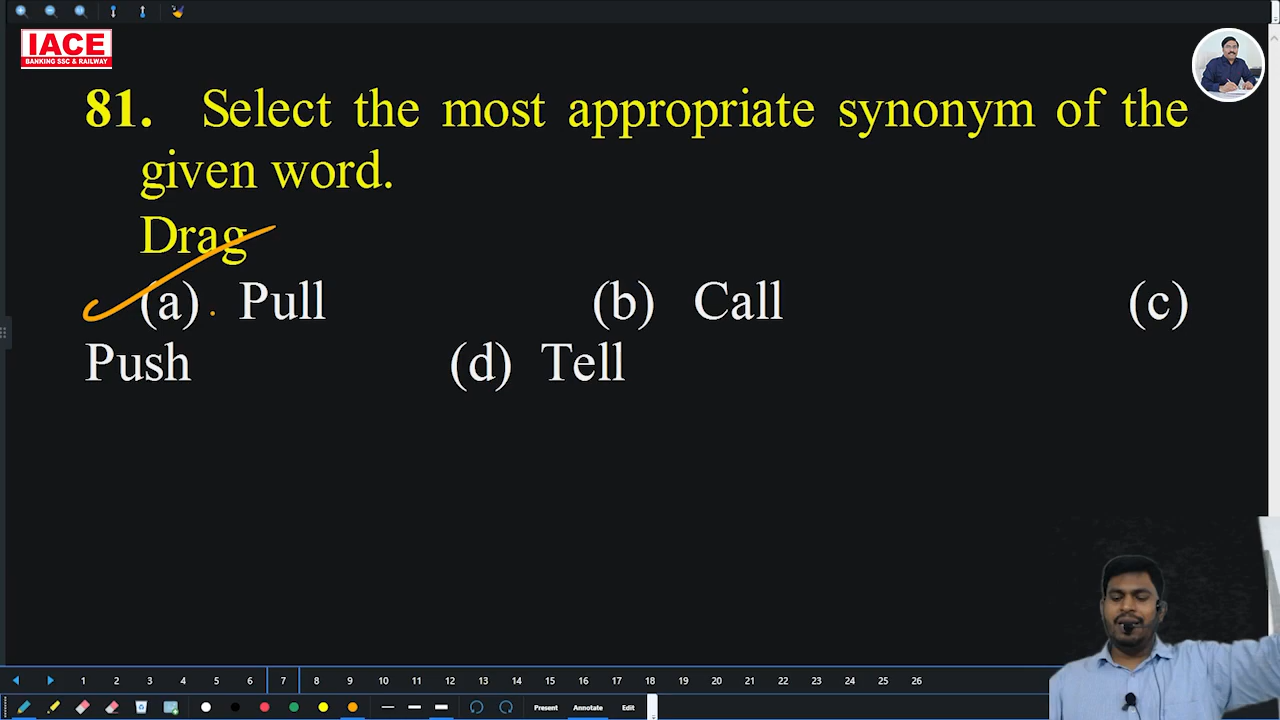 IACE
BANKING SSC & RAILWAY
81. Select the most appropriate synonym of the
given word.
Drag
(a) Pull (b) Call (c)
Push (d) Tell
1 2 3 4 5 6 7 8 9 10 11 12 13 14 15 16 17 18 19 20 21 22 23 24 25 26
Present Annotate Edit